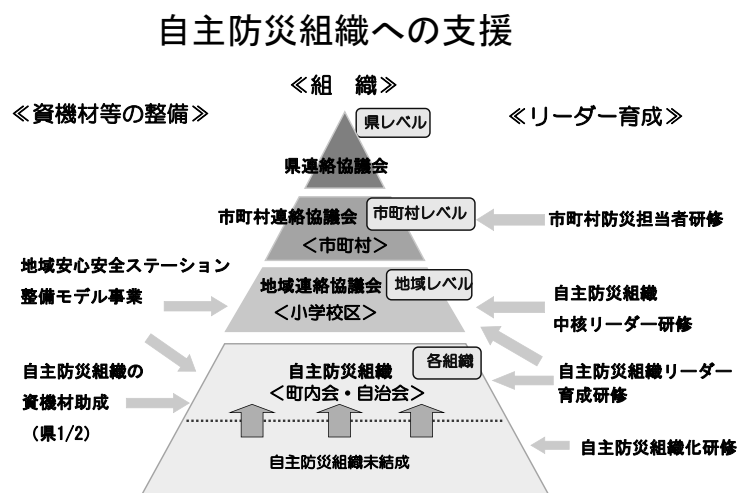 自主防災組織への支援
≪組　織≫
≪資機材等の整備≫
≪リーダー育成≫
県レベル
県連絡協議会
市町村レベル
市町村連絡協議会
＜市町村＞
市町村防災担当者研修
地域安心安全ステーション
整備モデル事業
地域レベル
地域連絡協議会
＜小学校区＞
自主防災組織
中核リーダー研修
各組織
自主防災組織
＜町内会・自治会＞
自主防災組織の
資機材助成
（県1/2）
自主防災組織リーダー
育成研修
自主防災組織未結成
自主防災組織化研修